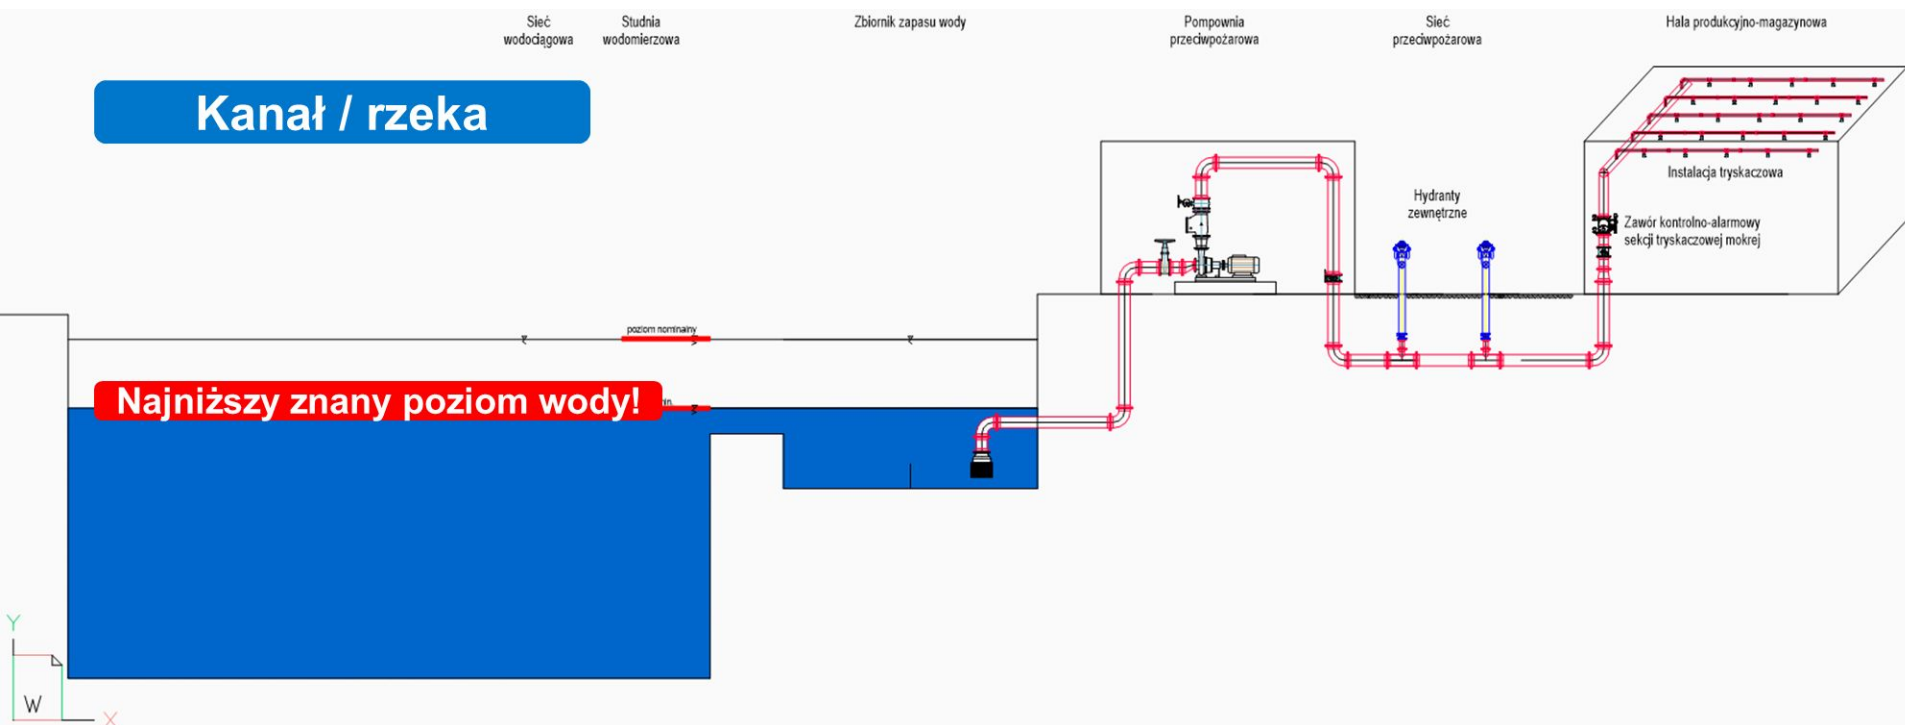 Sieć
wodociągowa
Studnia
wodomierzowa
Zbiornik zapasu wody
Pompownia
przeciwpożarowa
Sieć
przeciwpożarowa
Hala produkcyjno-magazynowa
Kanał / rzeka
Instalacja tryskaczowa
Hydranty
zewnętrzne
Zawór kontrolno-alarmowy
sekcji tryskaczowej mokrej
poziom nominalny
Najniższy znany poziom wody!
Y
W
X